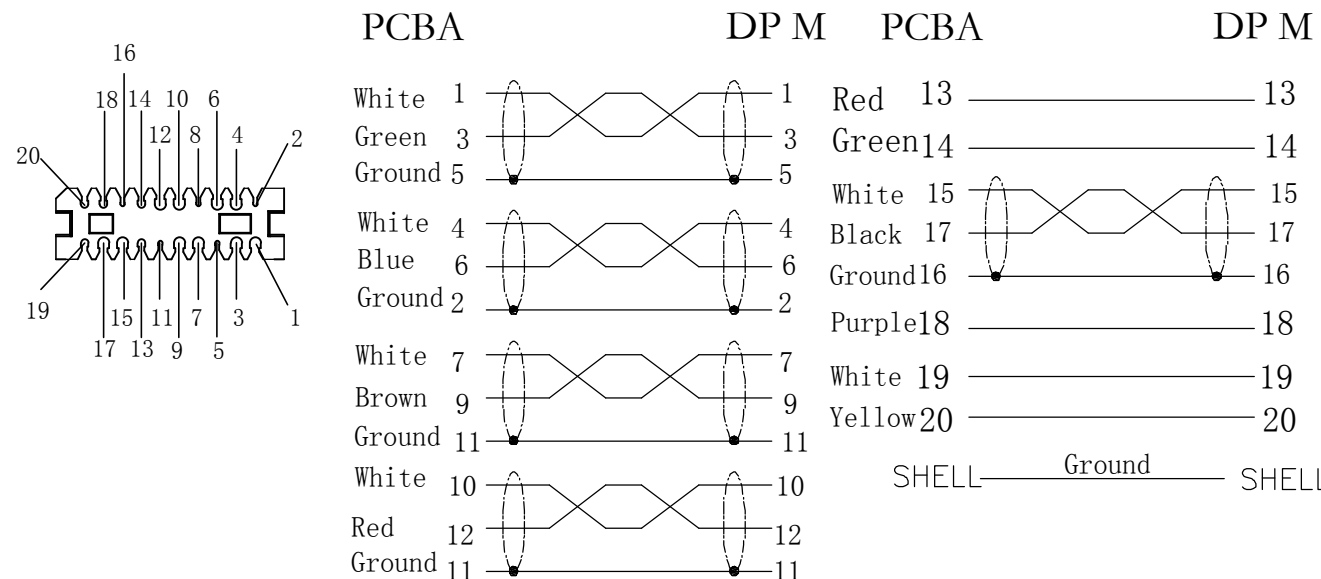 16
18 14 10 6
12 8 4 2
20
19
17 15 13 11 9 7 5 3 1
PCBA DP M
White 1 1
Green 3 3
Ground 5 5
White 4 4
Blue 6 6
Ground 2 2
White 7 7
Brown 9 9
Ground 11 11
White 10 10
Red 12 12
Ground 11 11
PCBA DP M
Red 13 13
Green 14 14
White 15 15
Black 17 17
Ground 16 16
Purple 18 18
White 19 19
Yellow 20 20
SHELL Ground SHELL